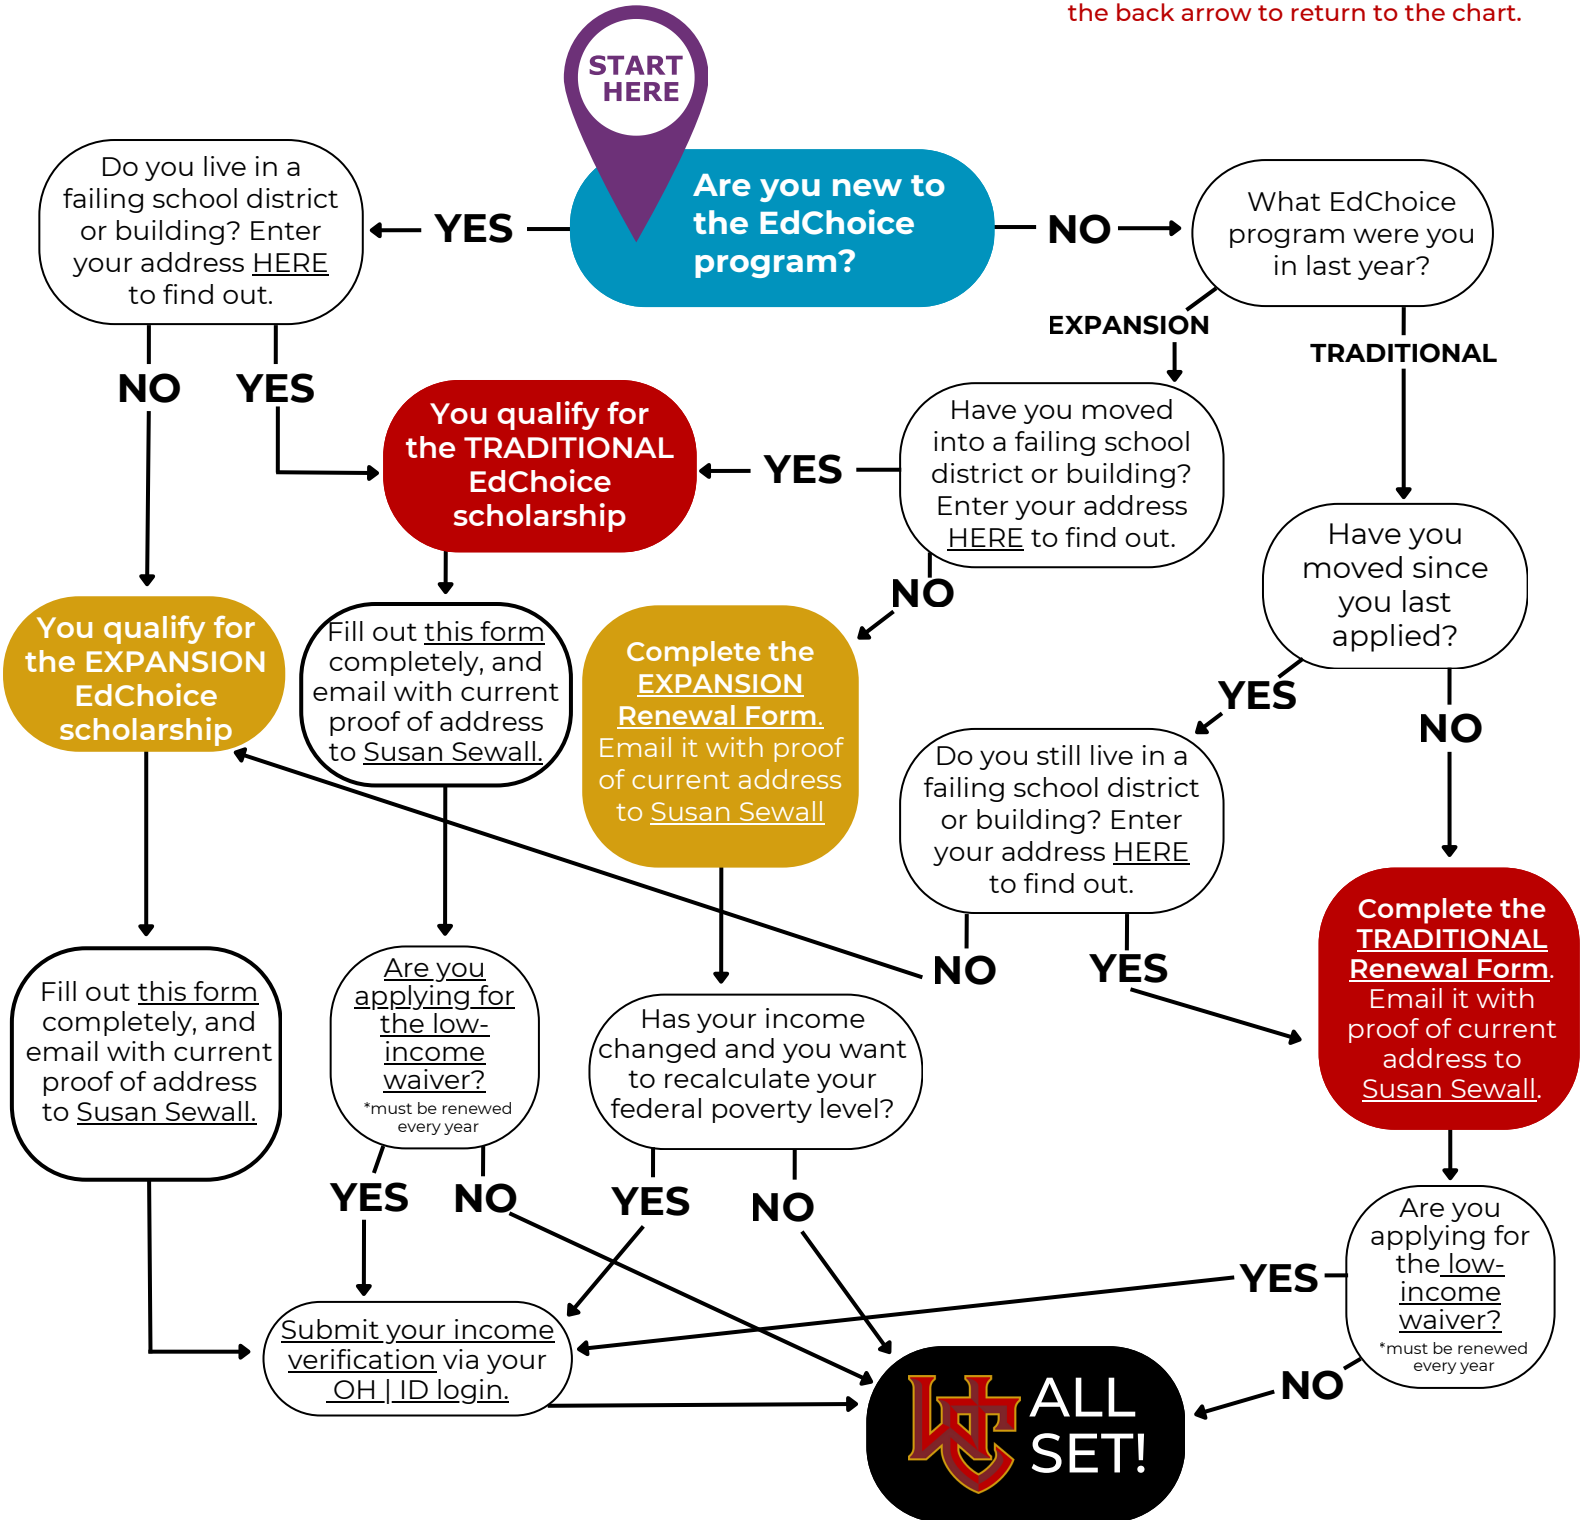 the back arrow to return to the chart.
START
HERE
Are you new to
the EdChoice
program?
YES
NO
Do you live in a
failing school district
or building? Enter
your address HERE
to find out.
What EdChoice
program were you
in last year?
EXPANSION
TRADITIONAL
NO
YES
You qualify for
the TRADITIONAL
EdChoice
scholarship
YES
Have you moved
into a failing school
district or building?
Enter your address
HERE to find out.
NO
Have you
moved since
you last
applied?
You qualify for
the EXPANSION
EdChoice
scholarship
Fill out this form
completely, and
email with current
proof of address
to Susan Sewall.
Complete the
EXPANSION
Renewal Form.
Email it with proof
of current address
to Susan Sewall
YES
NO
Do you still live in a
failing school district
or building? Enter
your address HERE
to find out.
NO
YES
Complete the
TRADITIONAL
Renewal Form.
Email it with
proof of current
address to
Susan Sewall.
Fill out this form
completely, and
email with current
proof of address
to Susan Sewall.
Are you
applying for
the low-
income
waiver?
*must be renewed
every year
Has your income
changed and you want
to recalculate your
federal poverty level?
YES
NO
YES
NO
Are you
applying for
the low-
income
waiver?
*must be renewed
every year
YES
NO
Submit your income
verification via your
OH | ID login.
WC
ALL
SET!